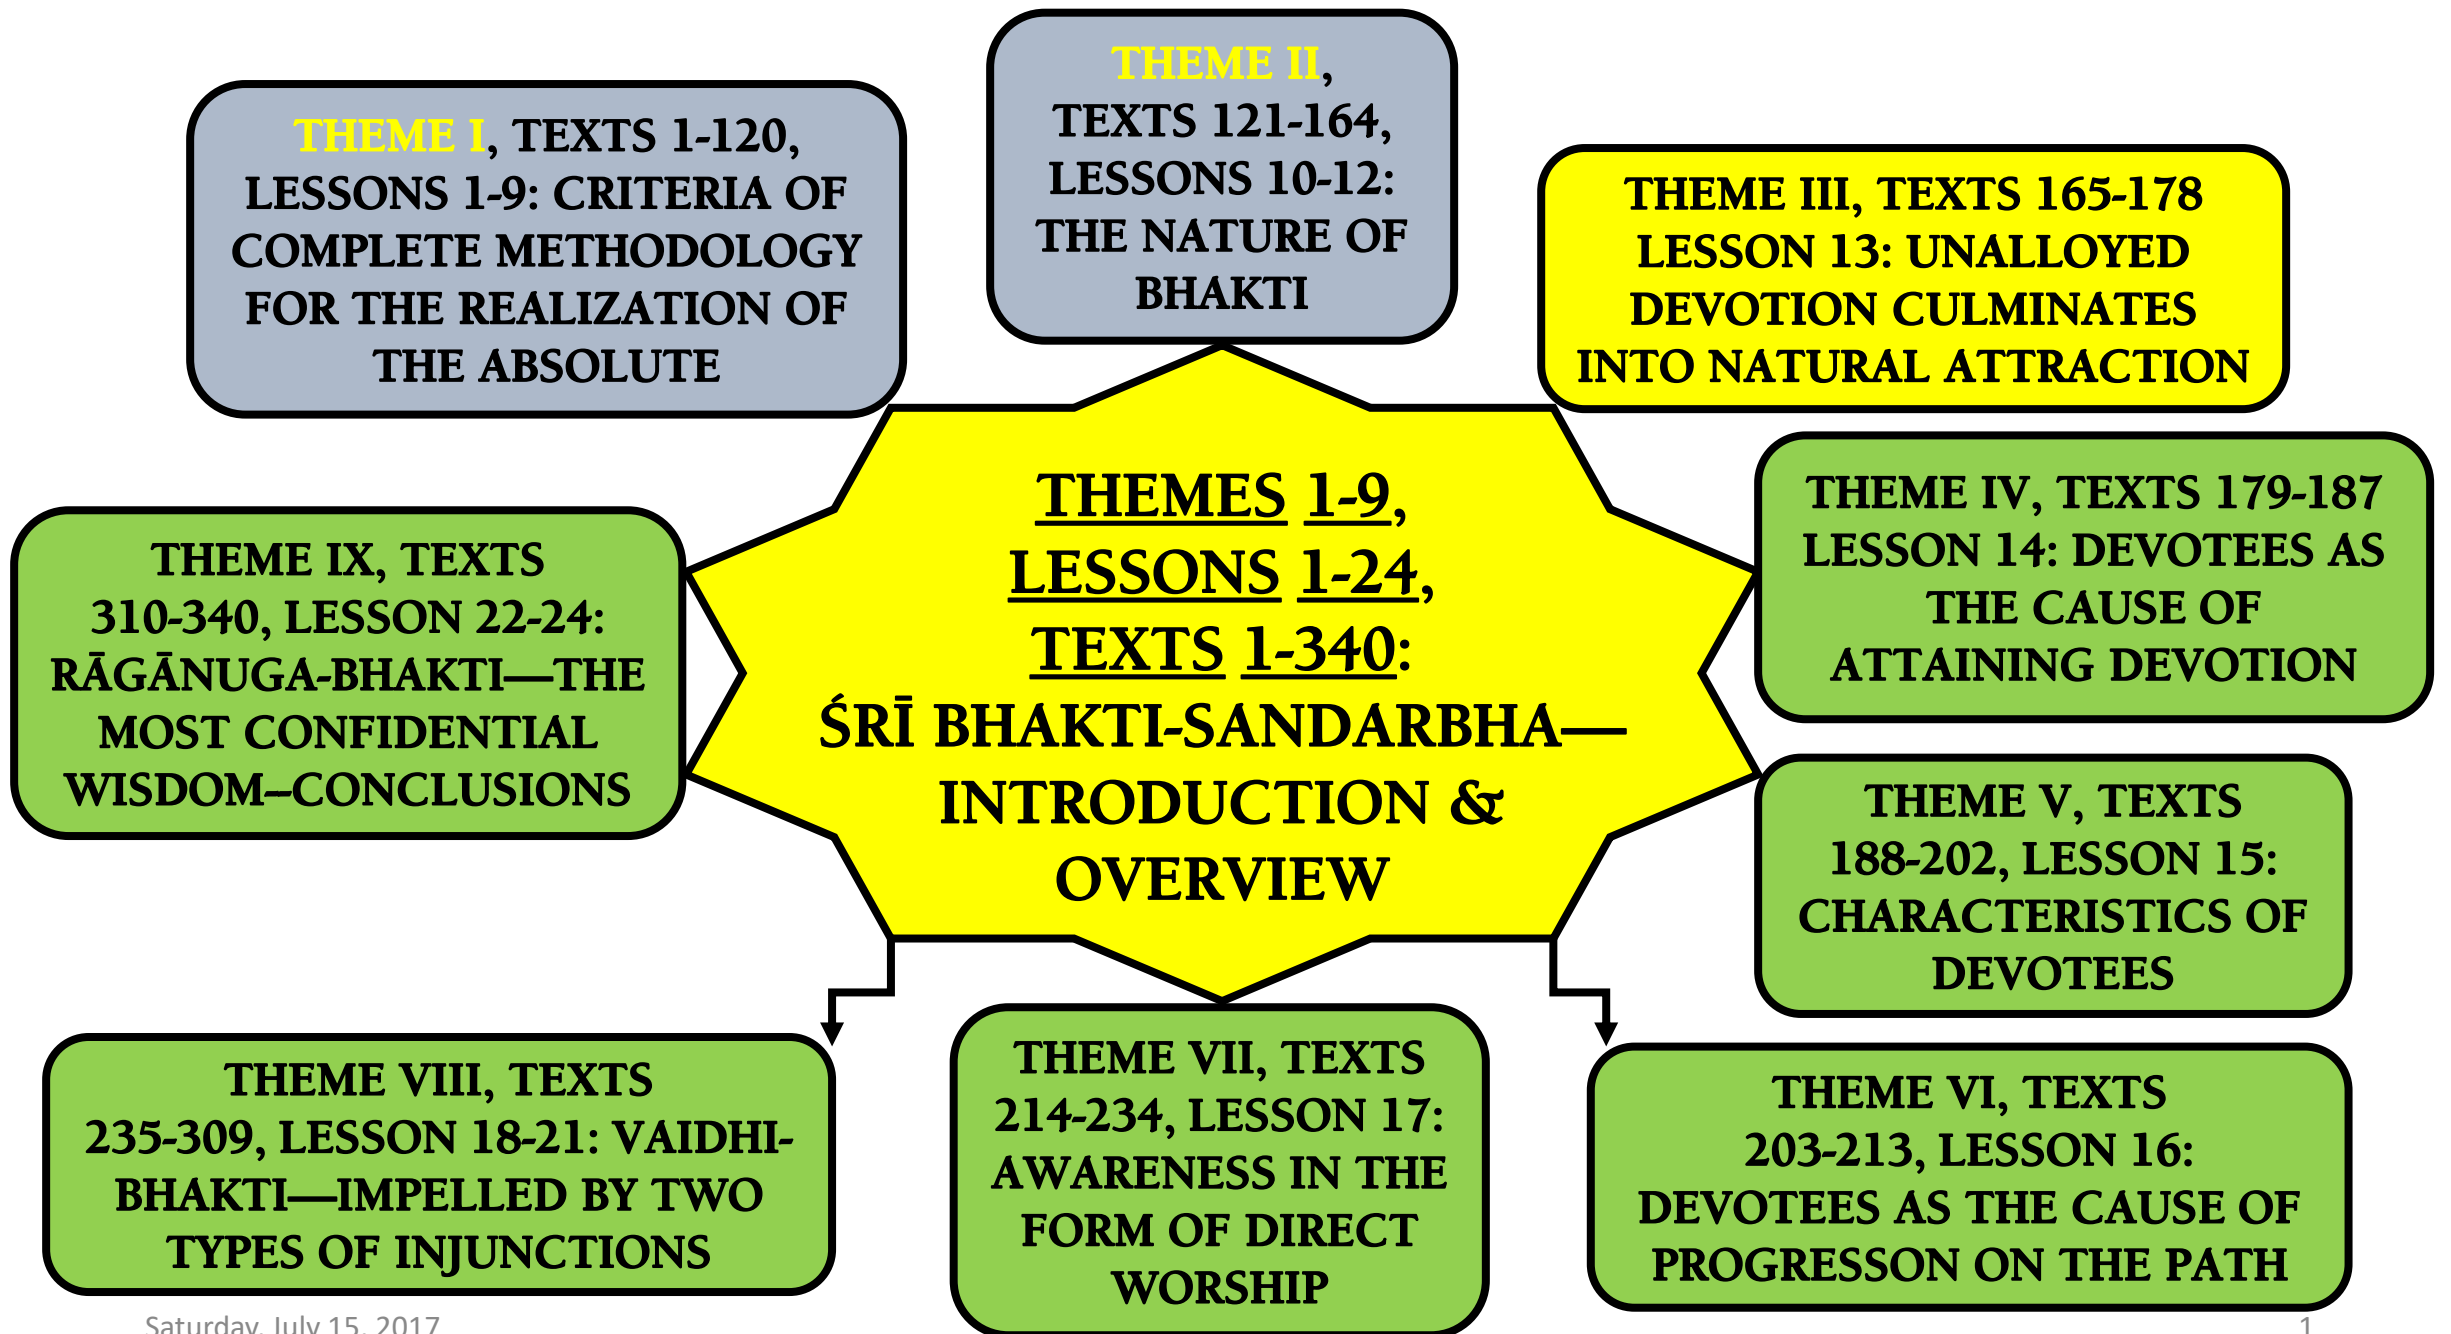 THEME I, TEXTS 1-120,
LESSONS 1-9: CRITERIA OF
COMPLETE METHODOLOGY
FOR THE REALIZATION OF
THE ABSOLUTE
THEME II,
TEXTS 121-164,
LESSONS 10-12:
THE NATURE OF
BHAKTI
THEME III, TEXTS 165-178
LESSON 13: UNALLOYED
DEVOTION CULMINATES
INTO NATURAL ATTRACTION
THEMES 1-9,
LESSONS 1-24,
TEXTS 1-340:
ŚRĪ BHAKTI-SANDARBHA—
INTRODUCTION &
OVERVIEW
THEME IV, TEXTS 179-187
LESSON 14: DEVOTEES AS
THE CAUSE OF
ATTAINING DEVOTION
THEME V, TEXTS
188-202, LESSON 15:
CHARACTERISTICS OF
DEVOTEES
THEME VI, TEXTS
203-213, LESSON 16:
DEVOTEES AS THE CAUSE OF
PROGRESSON ON THE PATH
THEME VII, TEXTS
214-234, LESSON 17:
AWARENESS IN THE
FORM OF DIRECT
WORSHIP
THEME VIII, TEXTS
235-309, LESSON 18-21: VAIDHI-
BHAKTI—IMPELLED BY TWO
TYPES OF INJUNCTIONS
THEME IX, TEXTS
310-340, LESSON 22-24:
RĀGĀNUGA-BHAKTI—THE
MOST CONFIDENTIAL
WISDOM–CONCLUSIONS
Saturday, July 15, 2017
1